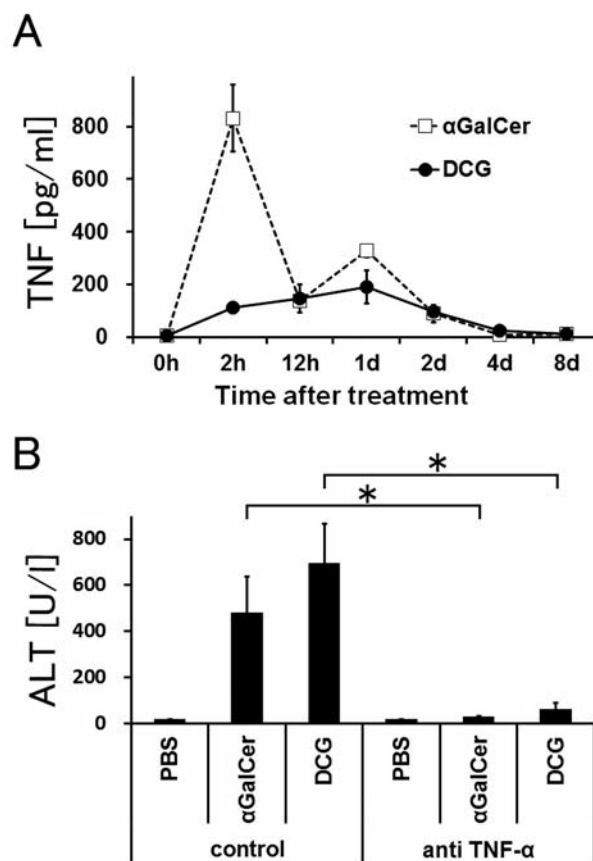 A
TNF [pg/ml]
800
600
400
200
0
αGalCer
DCG
0h 2h 12h 1d 2d 4d 8d
Time after treatment
B
ALT [U/l]
800
600
400
200
0
*
*
PBS αGalCer DCG PBS αGalCer DCG
control anti TNF-α